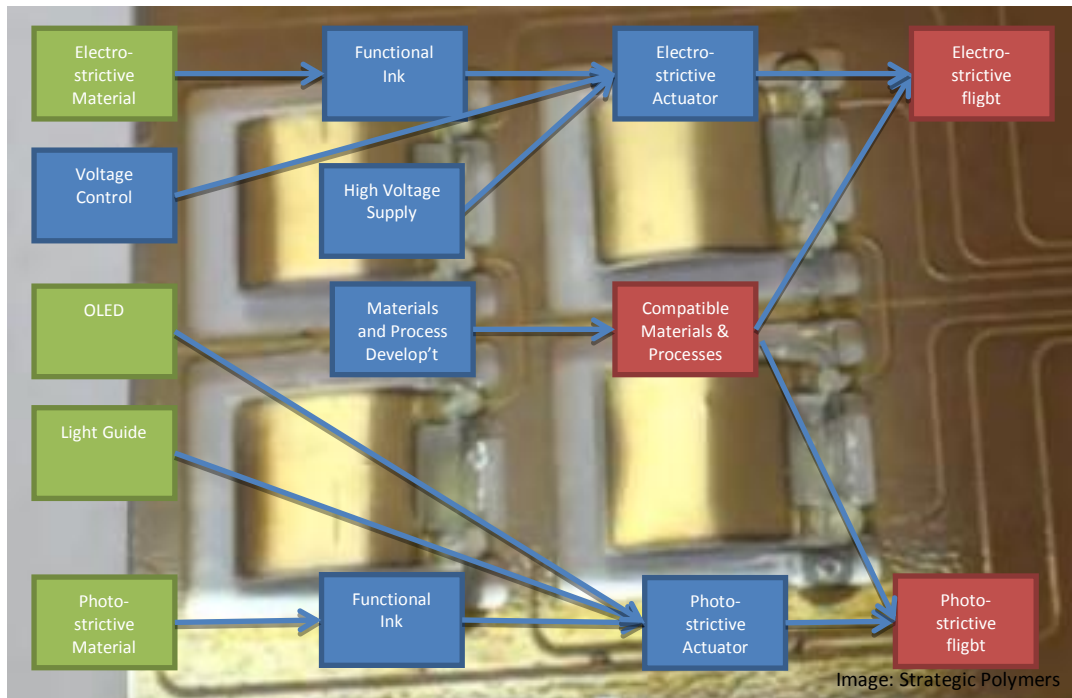 Electro-
strictive
Material
Functional
Ink
Electro-
strictive
Actuator
Electro-
strictive
fligbt
Voltage
Control
High Voltage
Supply
OLED
Materials
and Process
Develop't
Compatible
Materials &
Processes
Light Guide
Photo-
strictive
Material
Functional
Ink
Photo-
strictive
Actuator
Photo-
strictive
fligbt
Image: Strategic Polymers